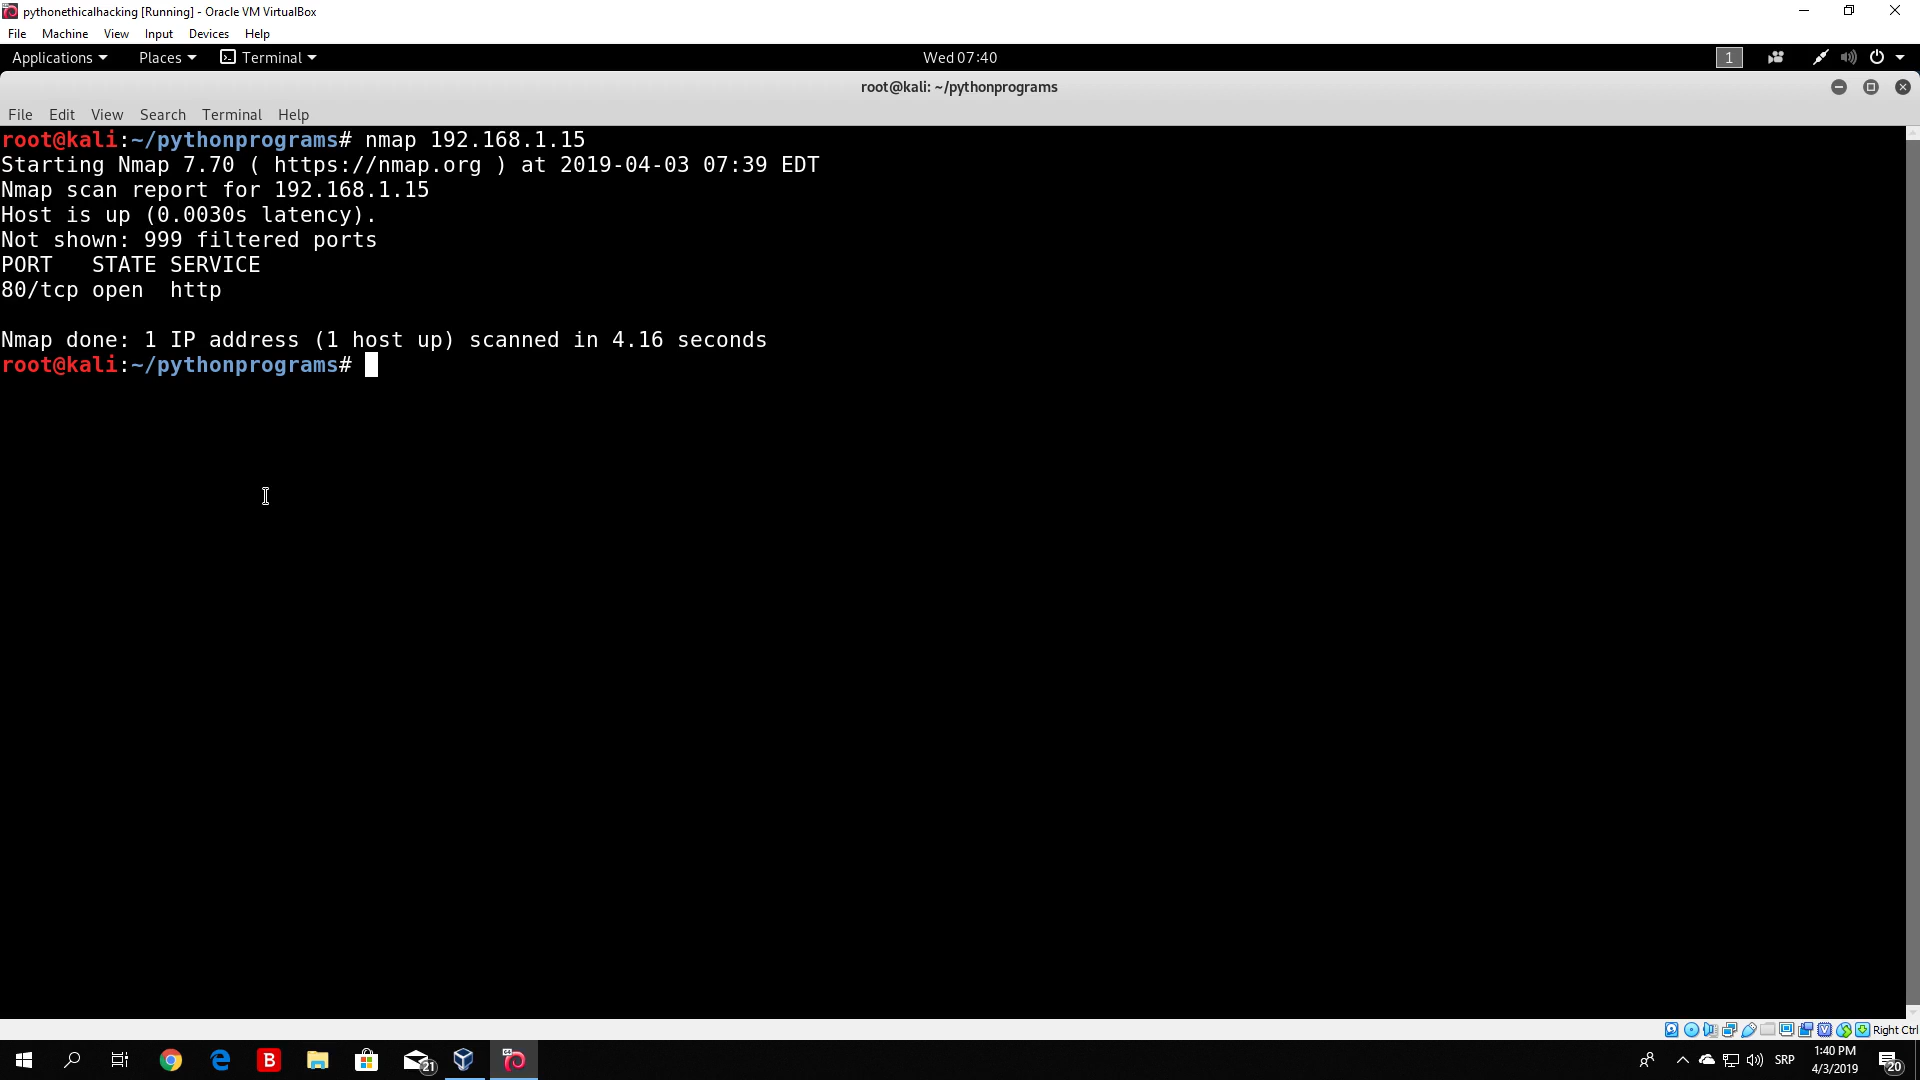 pythonethicalhacking [Running] - Oracle VM VirtualBox
File Machine View Input Devices Help
Applications Places Terminal Wed 07:40 1
root@kali: ~/pythonprograms
File Edit View Search Terminal Help
root@kali:~/pythonprograms# nmap 192.168.1.15
Starting Nmap 7.70 ( https://nmap.org ) at 2019-04-03 07:39 EDT
Nmap scan report for 192.168.1.15
Host is up (0.0030s latency).
Not shown: 999 filtered ports
PORT   STATE SERVICE
80/tcp open  http
Nmap done: 1 IP address (1 host up) scanned in 4.16 seconds
root@kali:~/pythonprograms#
Right Ctrl
B 21 64 SRP 1:40 PM 20
4/3/2019